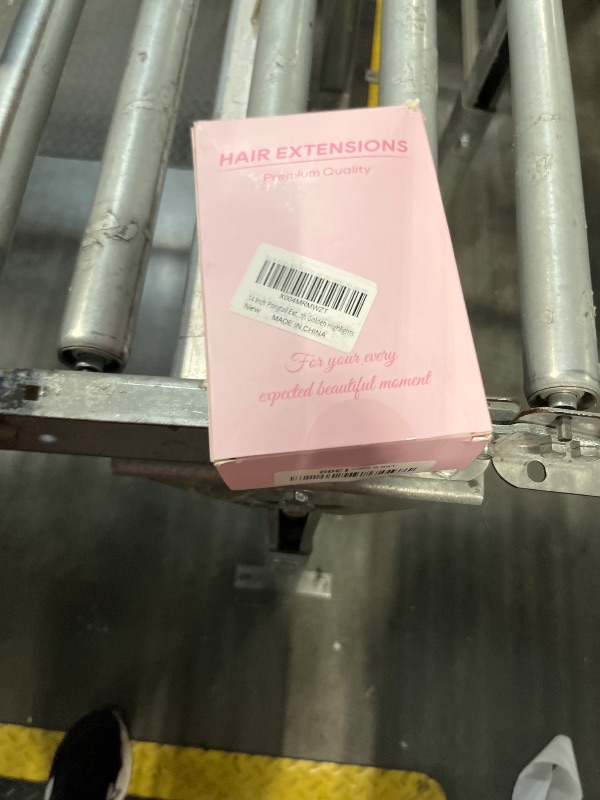 HAIR EXTENSIONS
Premium Quality
X004MRMWZT
14 Inch Ponytail Ext...th Golden Highlights
New
MADE IN CHINA
For your every
expected beautiful moment